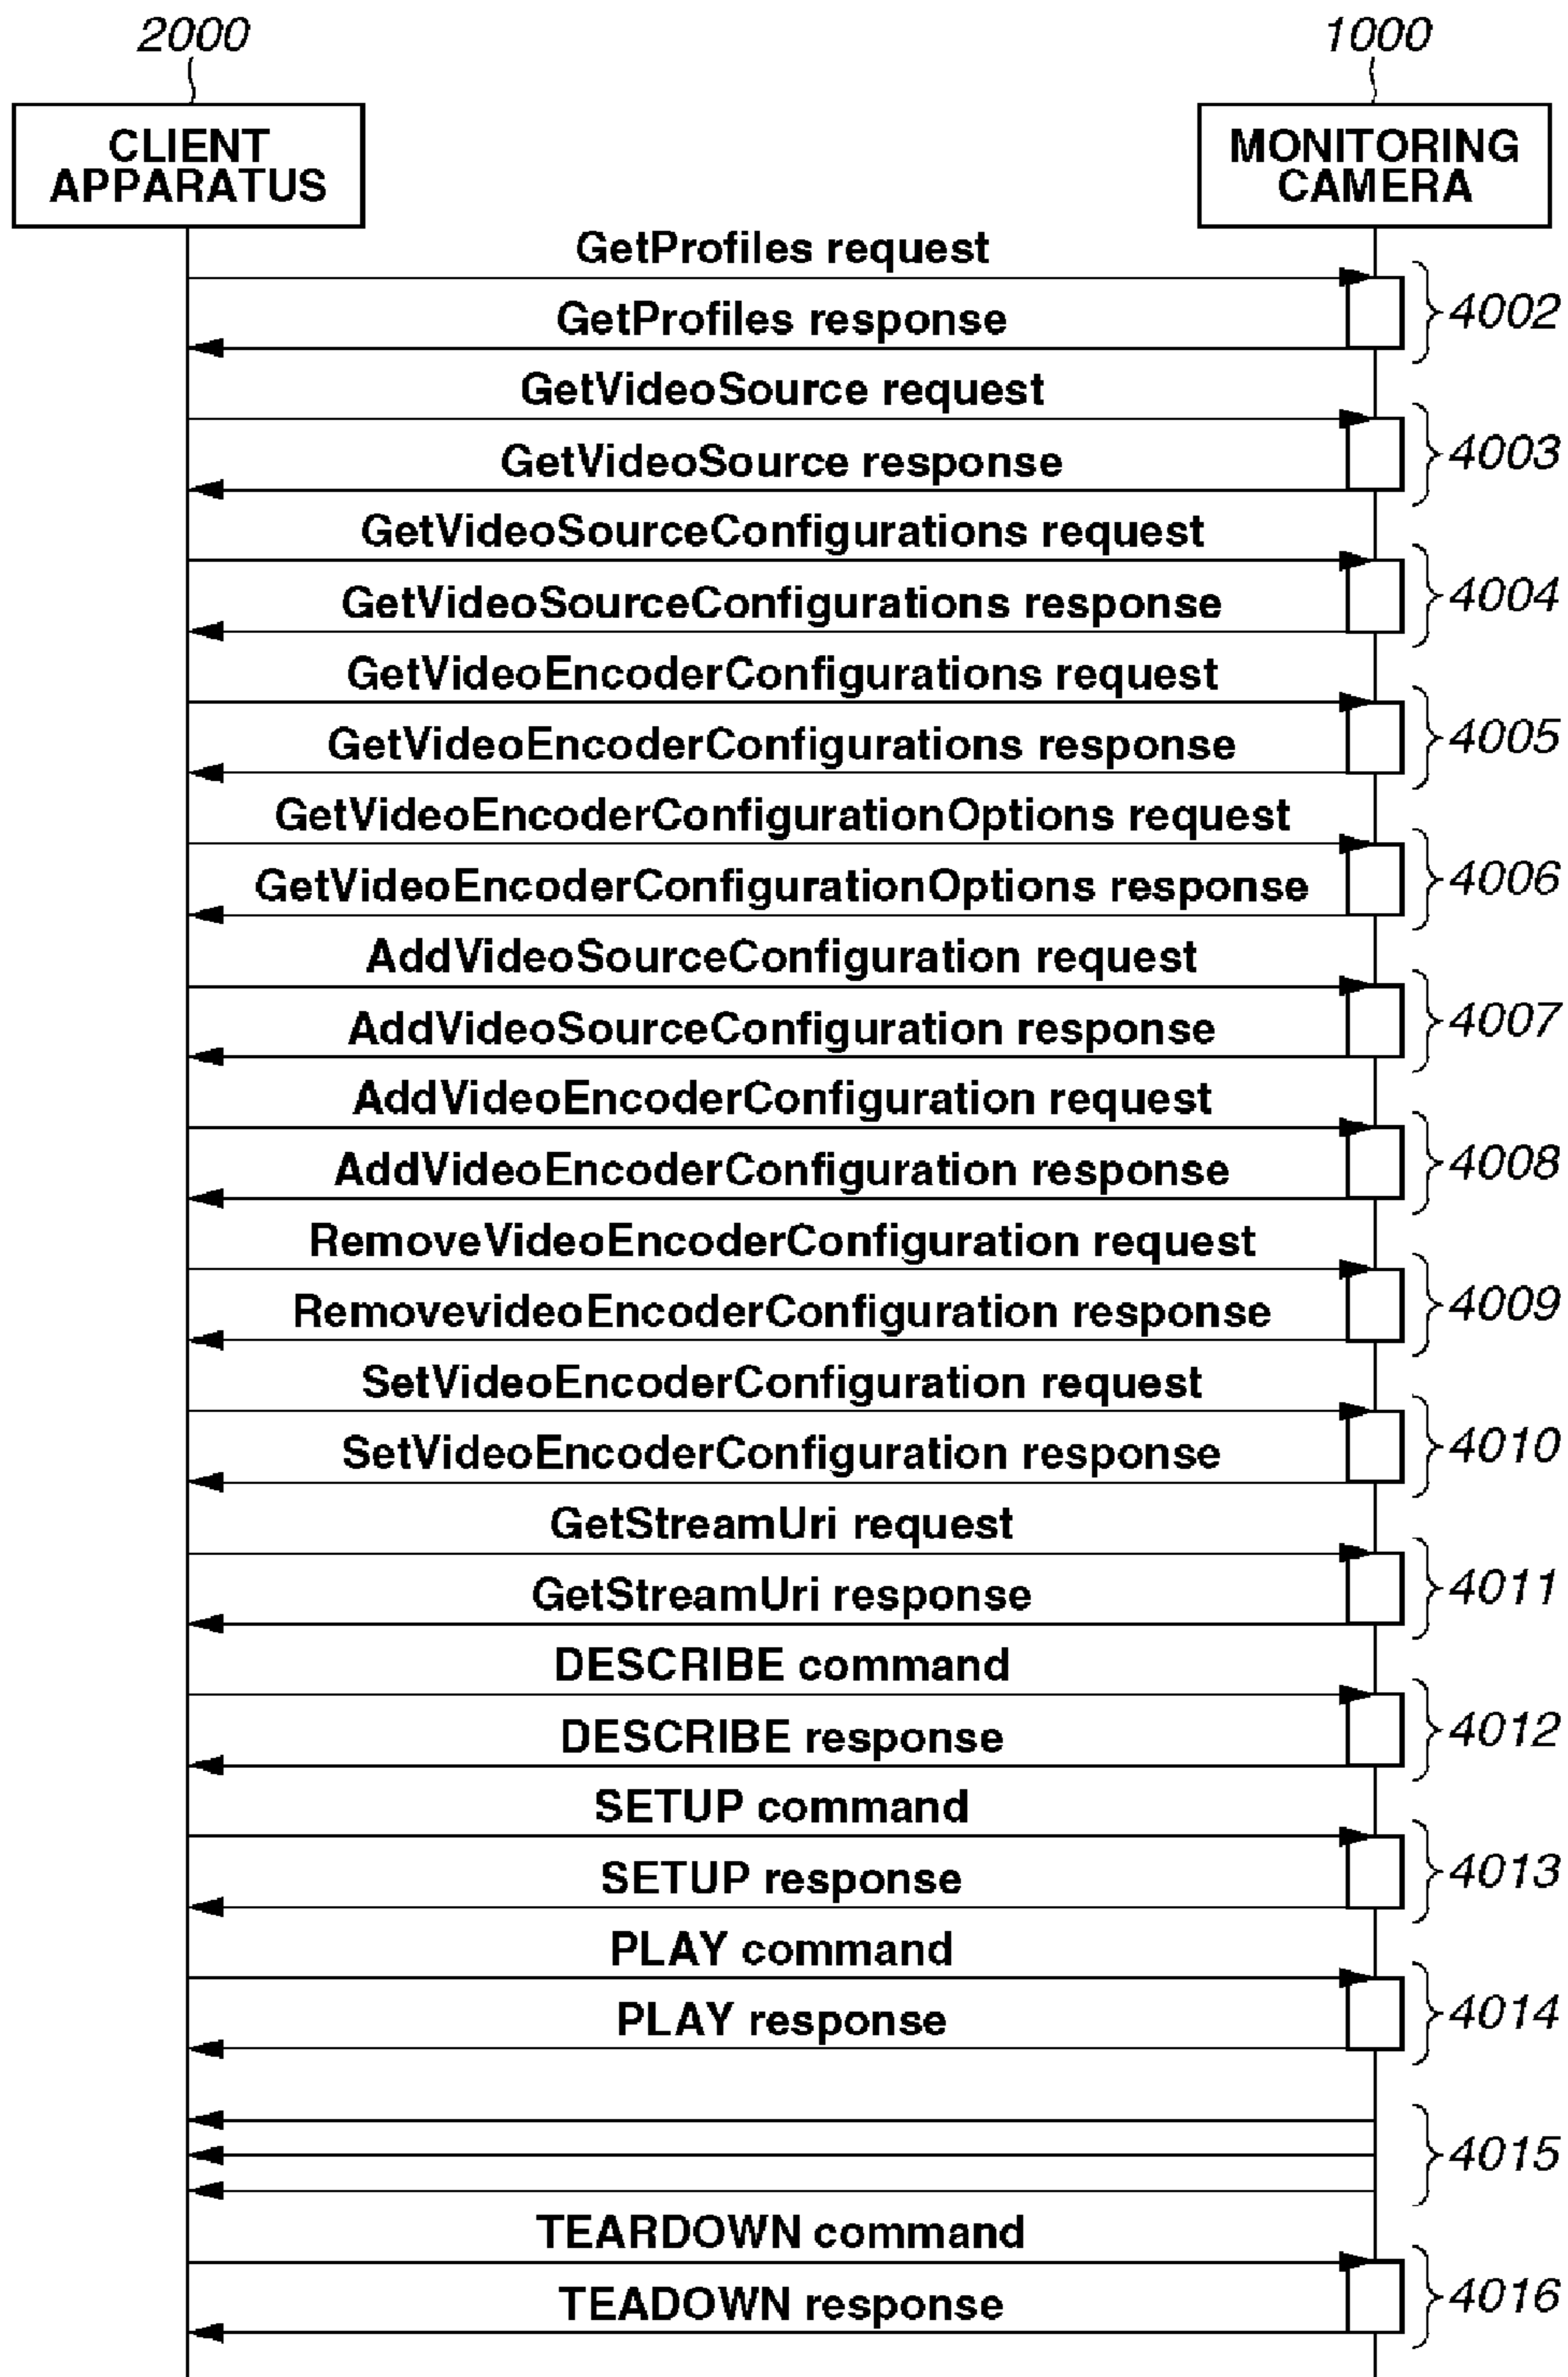 2000
1000
CLIENT
APPARATUS
MONITORING
CAMERA
GetProfiles request
GetProfiles response
4002
GetVideoSource request
GetVideoSource response
4003
GetVideoSourceConfigurations request
GetVideoSourceConfigurations response
4004
GetVideoEncoderConfigurations request
GetVideoEncoderConfigurations response
4005
GetVideoEncoderConfigurationOptions request
GetVideoEncoderConfigurationOptions response
4006
AddVideoSourceConfiguration request
AddVideoSourceConfiguration response
4007
AddVideoEncoderConfiguration request
AddVideoEncoderConfiguration response
4008
RemoveVideoEncoderConfiguration request
RemovevideoEncoderConfiguration response
4009
SetVideoEncoderConfiguration request
SetVideoEncoderConfiguration response
4010
GetStreamUri request
GetStreamUri response
4011
DESCRIBE command
DESCRIBE response
4012
SETUP command
SETUP response
4013
PLAY command
PLAY response
4014
4015
TEARDOWN command
TEADOWN response
4016